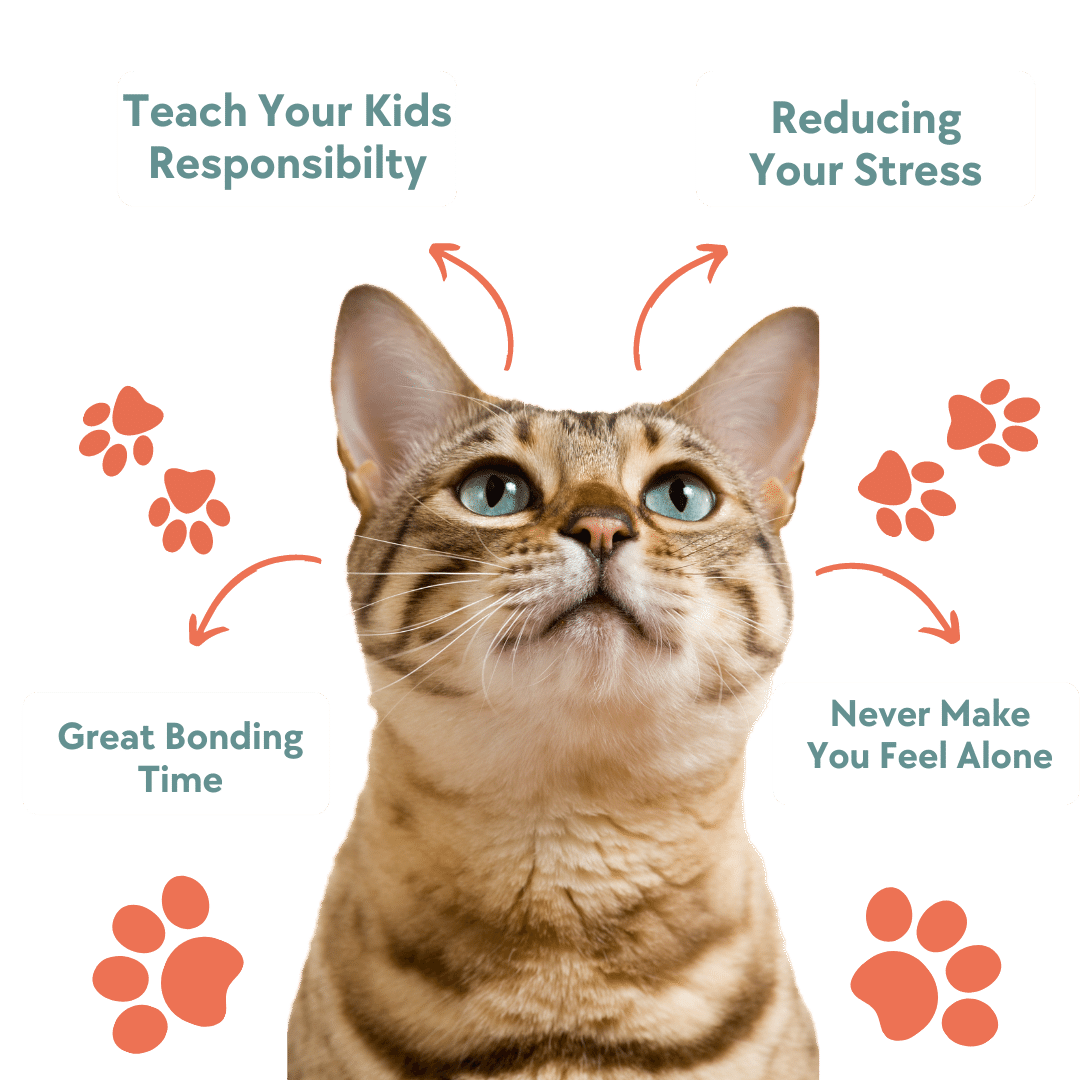 Teach Your Kids
Responsibilty
Reducing
Your Stress
Great Bonding
Time
Never Make
You Feel Alone